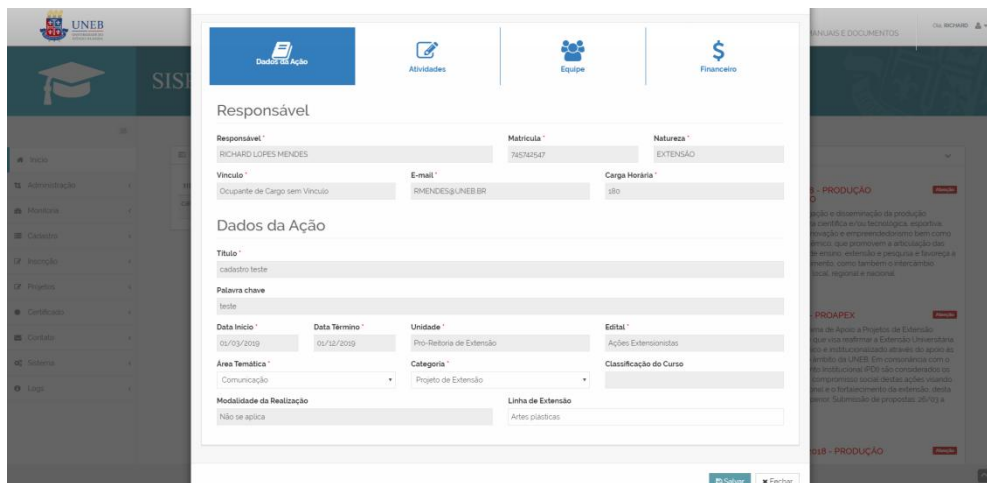 UNEB
Olá, RICHARD
MANUAIS E DOCUMENTOS
Dados da Ação
Atividades
Equipe
Financeiro
Responsável
Responsável *
Matrícula *
Natureza *
RICHARD LOPES MENDES
745742547
EXTENSÃO
Vínculo *
E-mail *
Carga Horária *
Ocupante de Cargo sem Vínculo
RMENDES@UNEB.BR
180
Dados da Ação
Título *
cadastro teste
Palavra chave
teste
Data Início *
Data Término *
Unidade *
Edital *
01/03/2019
01/12/2019
Pró-Reitoria de Extensão
Ações Extensionistas
Área Temática *
Categoria *
Classificação do Curso
Comunicação
Projeto de Extensão
Modalidade da Realização
Linha de Extensão
Não se aplica
Artes plásticas
Salvar
Fechar
Início
Administração
Monitoria
Cadastro
Inscrição
Projetos
Certificado
Contato
Sistema
Logs
- PRODUÇÃO
Atenção
- PROAPEX
Atenção
2018 - PRODUÇÃO
Atenção